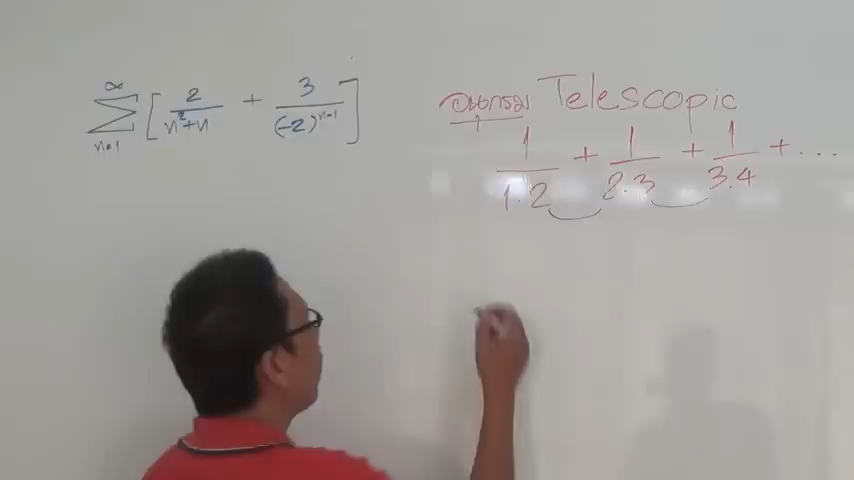 ∞
∑ [ 2/(n²+n) + 3/(-2)ⁿ⁻¹ ]
n=1
อนุกรม Telescopic
1/1.2 + 1/2.3 + 1/3.4 + ...